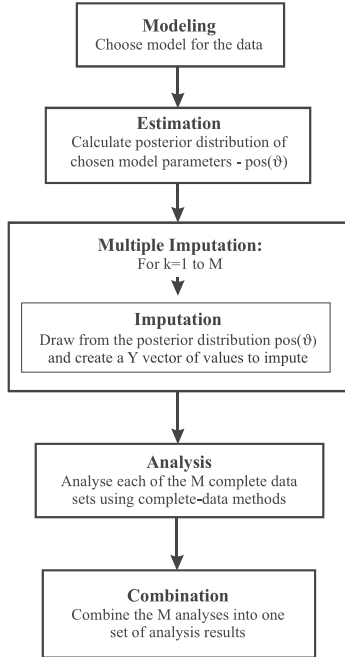 Modeling
Choose model for the data
Estimation
Calculate posterior distribution of
chosen model parameters - pos(ϑ)
Multiple Imputation:
For k=1 to M
Imputation
Draw from the posterior distribution pos(ϑ)
and create a Y vector of values to impute
Analysis
Analyse each of the M complete data
sets using complete-data methods
Combination
Combine the M analyses into one
set of analysis results